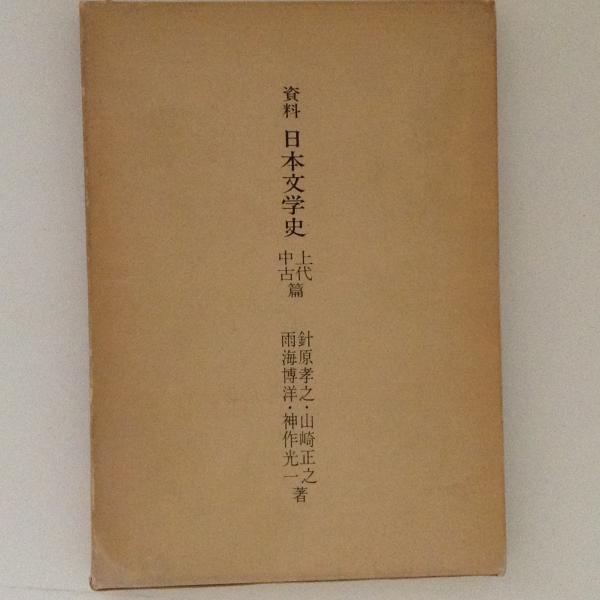 資料
日本文学史
上代
中古
篇
針原孝之・山崎正之
雨海博洋・神作光一
著